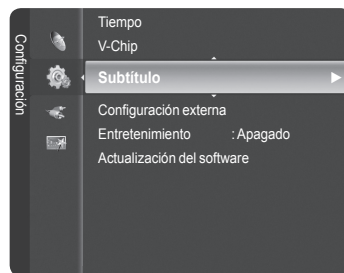 Configuración
Tiempo
V-Chip
Subtítulo
Configuración externa
Entretenimiento : Apagado
Actualización del software